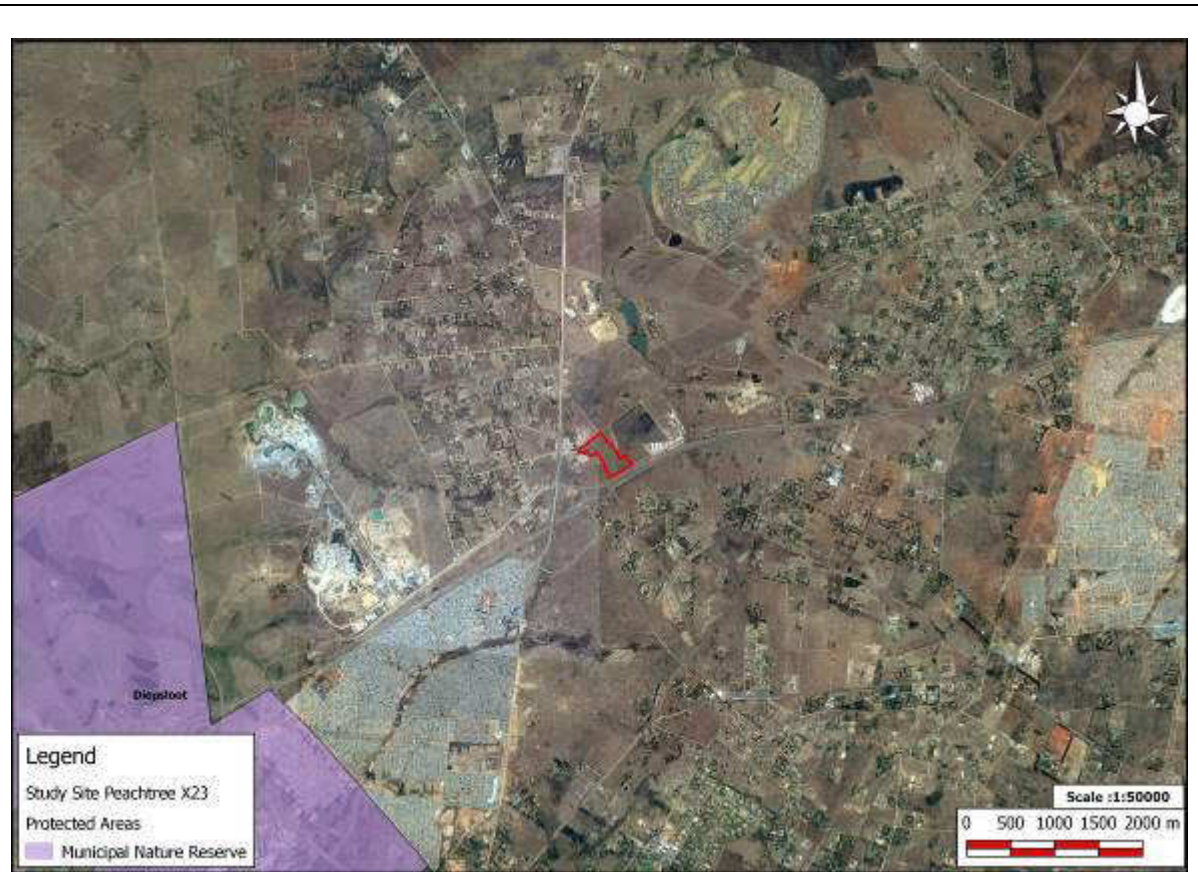 Diepsloot
Legend
Study Site Peachtree X23
Protected Areas
Municipal Nature Reserve
Scale :1:50000
0 500 1000 1500 2000 m